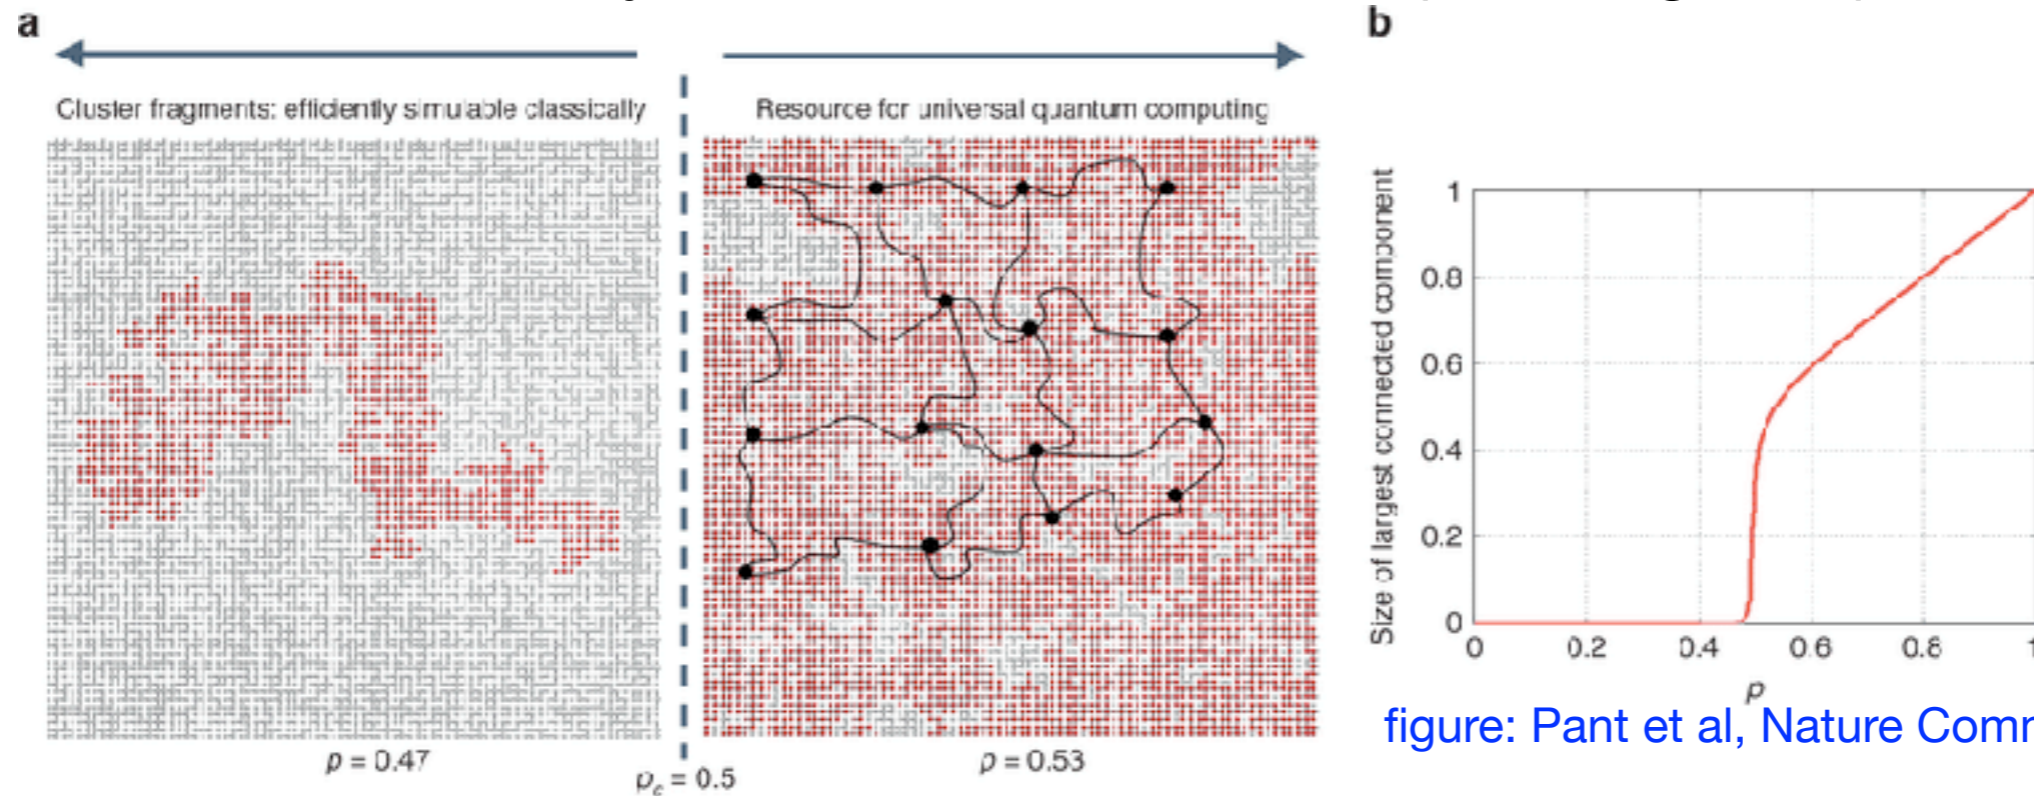 a
b
Cluster fragments: efficiently simulable classically
Resource for universal quantum computing
p = 0.47
p = 0.53
pc = 0.5
Size of largest connected component
1
0.8
0.6
0.4
0.2
0
0 0.2 0.4 0.6 0.8 1
p
figure: Pant et al, Nature